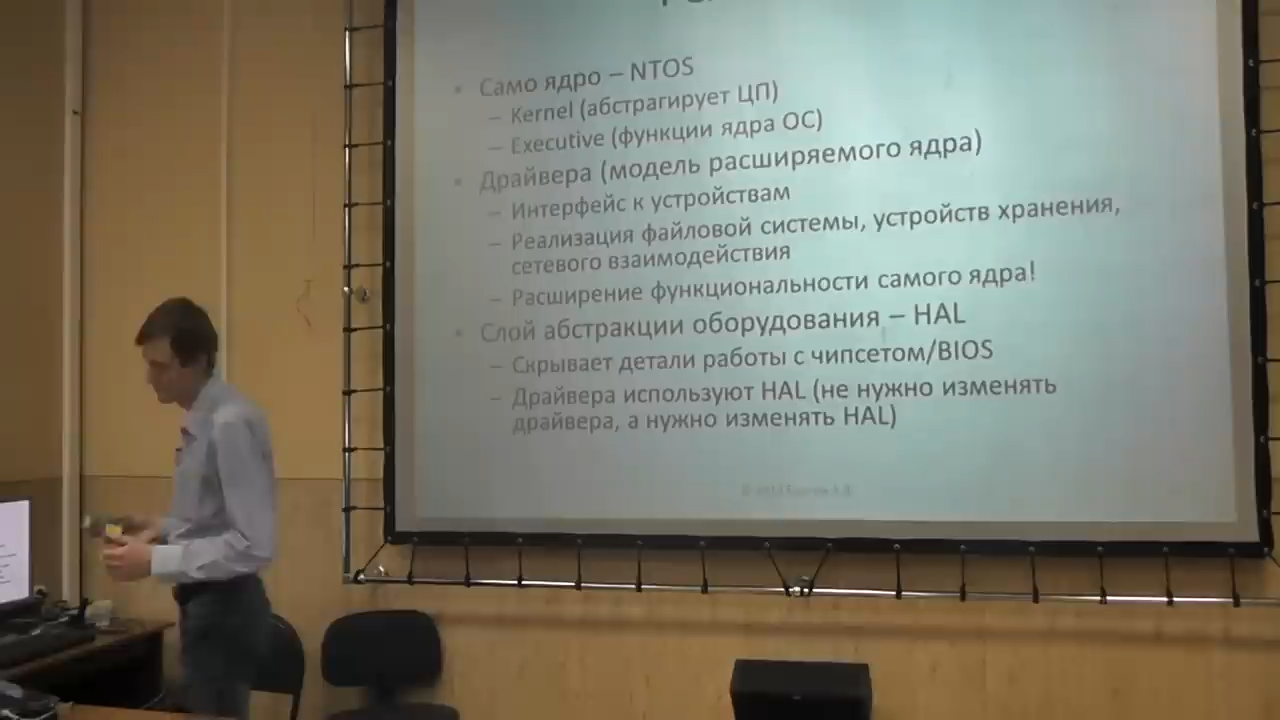 Само ядро – NTOS
– Kernel (абстрагирует ЦП)
– Executive (функции ядра ОС)
Драйвера (модель расширяемого ядра)
– Интерфейс к устройствам
– Реализация файловой системы, устройств хранения,
сетевого взаимодействия
– Расширение функциональности самого ядра!
Слой абстракции оборудования – HAL
– Скрывает детали работы с чипсетом/BIOS
– Драйвера используют HAL (не нужно изменять
драйвера, а нужно изменять HAL)